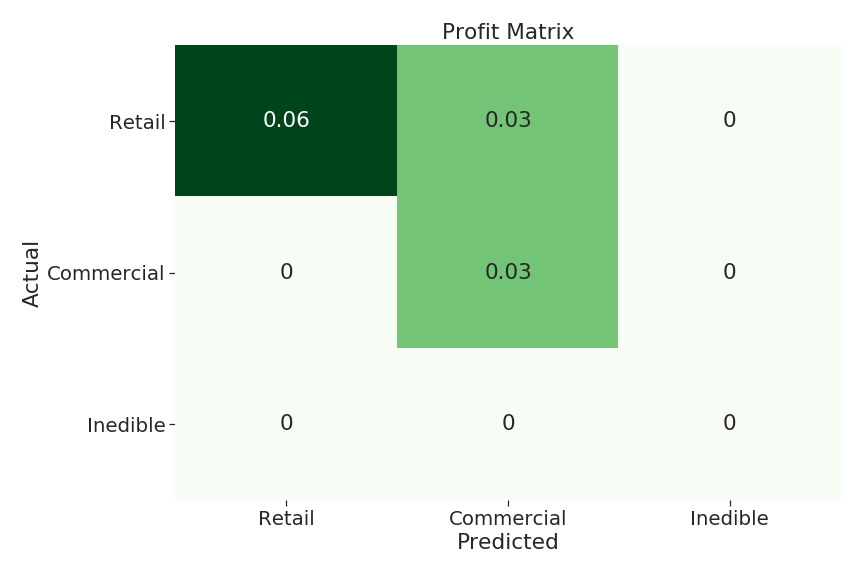 Profit Matrix
Retail 0.06 0.03 0
Commercial 0 0.03 0
Inedible 0 0 0
Actual
Retail Commercial Inedible
Predicted